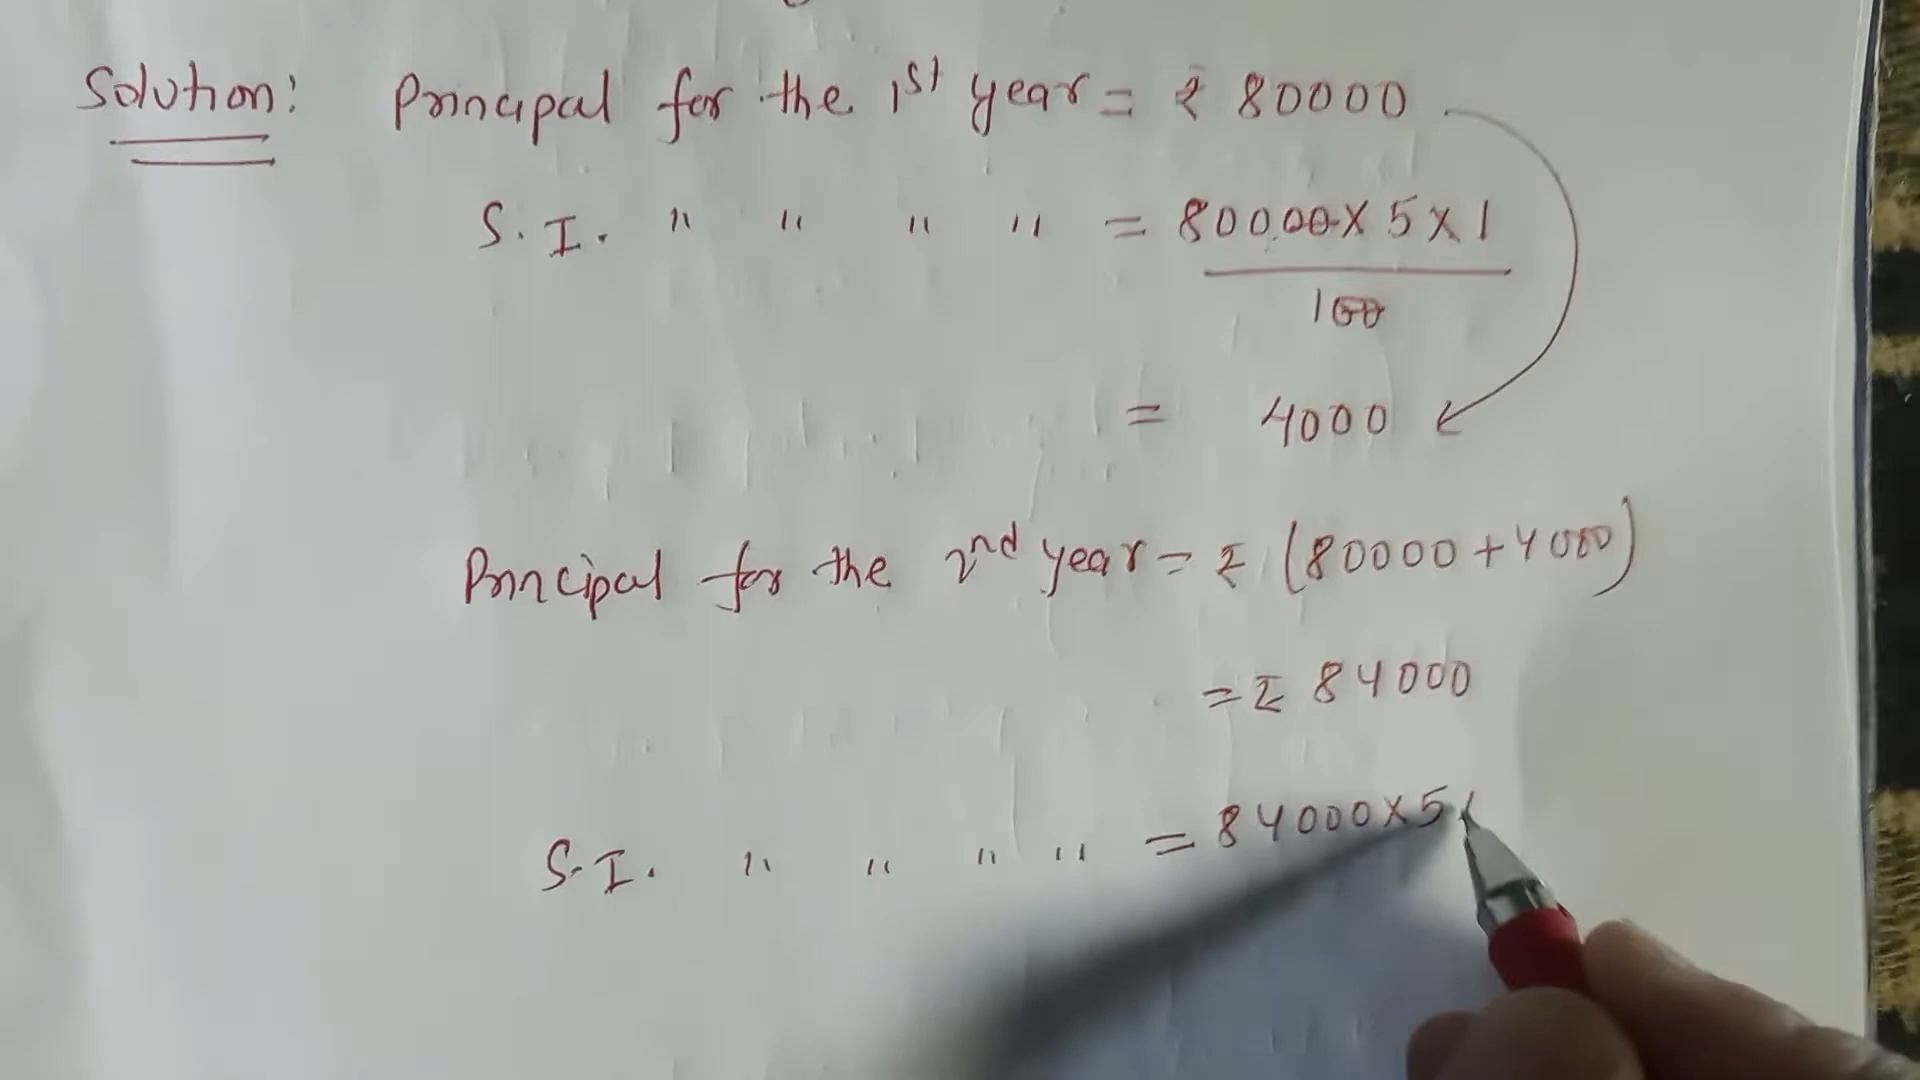 Solution: Principal for the 1st year = ₹ 80000
S.I. " " " " = 80000 x 5 x 1
100
= 4000
Principal for the 2nd year = ₹ (80000 + 4000)
= ₹ 84000
S.I. " " " " = 84000 x 5